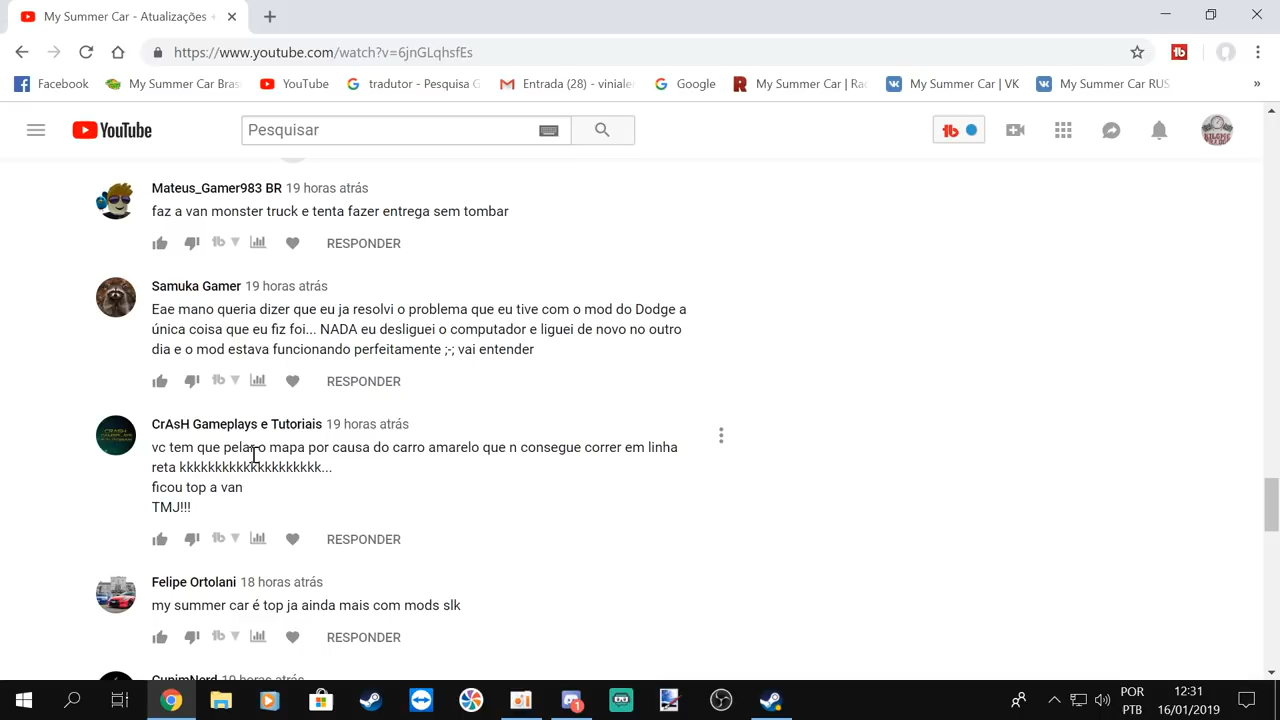 My Summer Car - Atualizações +
https://www.youtube.com/watch?v=6jnGLqhsfEs
Facebook My Summer Car Bras YouTube tradutor - Pesquisa G Entrada (28) - viniale Google My Summer Car | Rac My Summer Car | VK My Summer Car RUS »
YouTube Pesquisar
Mateus_Gamer983 BR 19 horas atrás
faz a van monster truck e tenta fazer entrega sem tombar
RESPONDER
Samuka Gamer 19 horas atrás
Eae mano queria dizer que eu ja resolvi o problema que eu tive com o mod do Dodge a
única coisa que eu fiz foi... NADA eu desliguei o computador e liguei de novo no outro
dia e o mod estava funcionando perfeitamente ;-; vai entender
RESPONDER
CrAsH Gameplays e Tutoriais 19 horas atrás
vc tem que pelar o mapa por causa do carro amarelo que n consegue correr em linha
reta kkkkkkkkkkkkkkkkkkkk...
ficou top a van
TMJ!!!
RESPONDER
Felipe Ortolani 18 horas atrás
my summer car é top ja ainda mais com mods slk
RESPONDER
CupimNerd 19 horas atrás
POR 12:31
PTB 16/01/2019